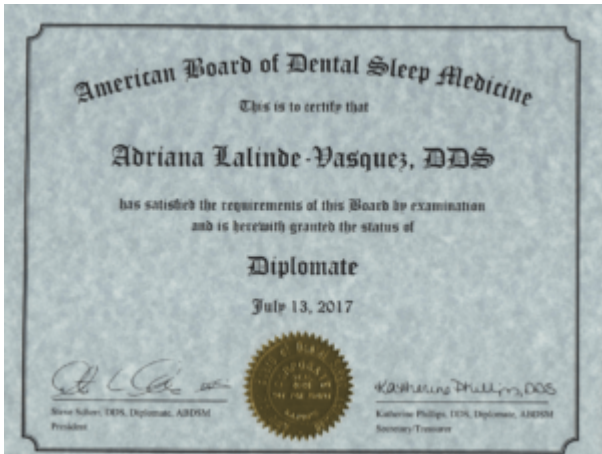 American Board of Dental Sleep Medicine
This is to certify that
Adriana Lalinde-Vasquez, DDS
has satisfied the requirements of this Board by examination
and is herewith granted the status of
Diplomate
July 13, 2017
Katherine Phillips, DDS
Steve DDS, Diplomate, ABDSM
President
Katherine Phillips, DDS, Diplomate, ABDSM
Secretary/Treasurer
CORPORATE